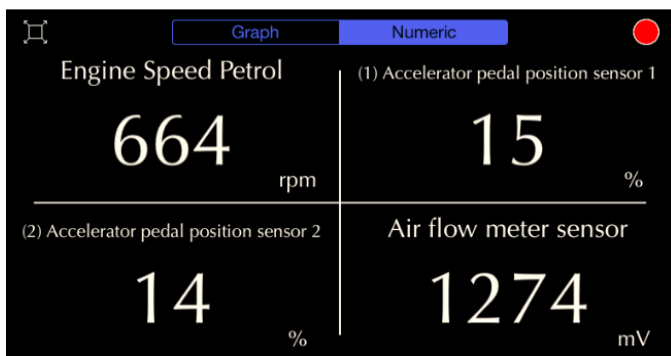 Graph
Numeric
Engine Speed Petrol
664
rpm
(1) Accelerator pedal position sensor 1
15
%
(2) Accelerator pedal position sensor 2
14
%
Air flow meter sensor
1274
mV